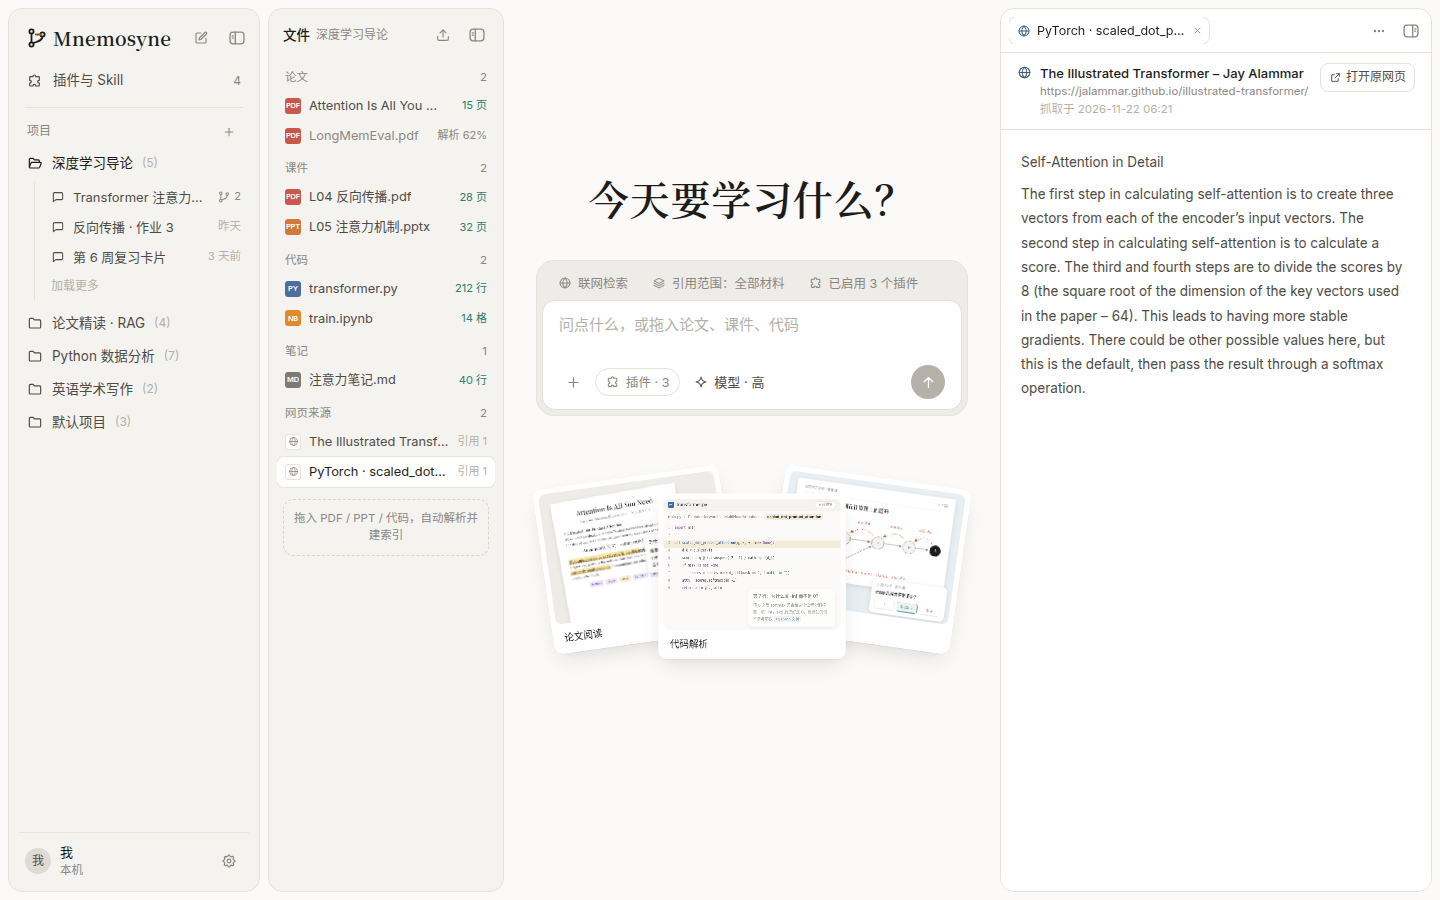 Mnemosyne
插件与 Skill 4
项目
深度学习导论 (5)
Transformer 注意力... 2
反向传播 · 作业 3 昨天
第 6 周复习卡片 3 天前
加载更多
论文精读 · RAG (4)
Python 数据分析 (7)
英语学术写作 (2)
默认项目 (3)
我 我
本机
文件 深度学习导论
论文 2
PDF Attention Is All You ... 15 页
PDF LongMemEval.pdf 解析 62%
课件 2
PDF L04 反向传播.pdf 28 页
PPT L05 注意力机制.pptx 32 页
代码 2
PY transformer.py 212 行
NB train.ipynb 14 格
笔记 1
MD 注意力笔记.md 40 行
网页来源 2
The Illustrated Transf... 引用 1
PyTorch · scaled_dot... 引用 1
拖入 PDF / PPT / 代码，自动解析并
建索引
今天要学习什么？
联网检索 引用范围：全部材料 已启用 3 个插件
问点什么，或拖入论文、课件、代码
插件 · 3 模型 · 高
Attention Is All You Need
论文阅读
transformer.py
代码解析
PyTorch · scaled_dot_p...
The Illustrated Transformer – Jay Alammar
https://jalammar.github.io/illustrated-transformer/
抓取于 2026-11-22 06:21
打开原网页
Self-Attention in Detail
The first step in calculating self-attention is to create three
vectors from each of the encoder’s input vectors. The
second step in calculating self-attention is to calculate a
score. The third and fourth steps are to divide the scores by
8 (the square root of the dimension of the key vectors used
in the paper – 64). This leads to having more stable
gradients. There could be other possible values here, but
this is the default, then pass the result through a softmax
operation.